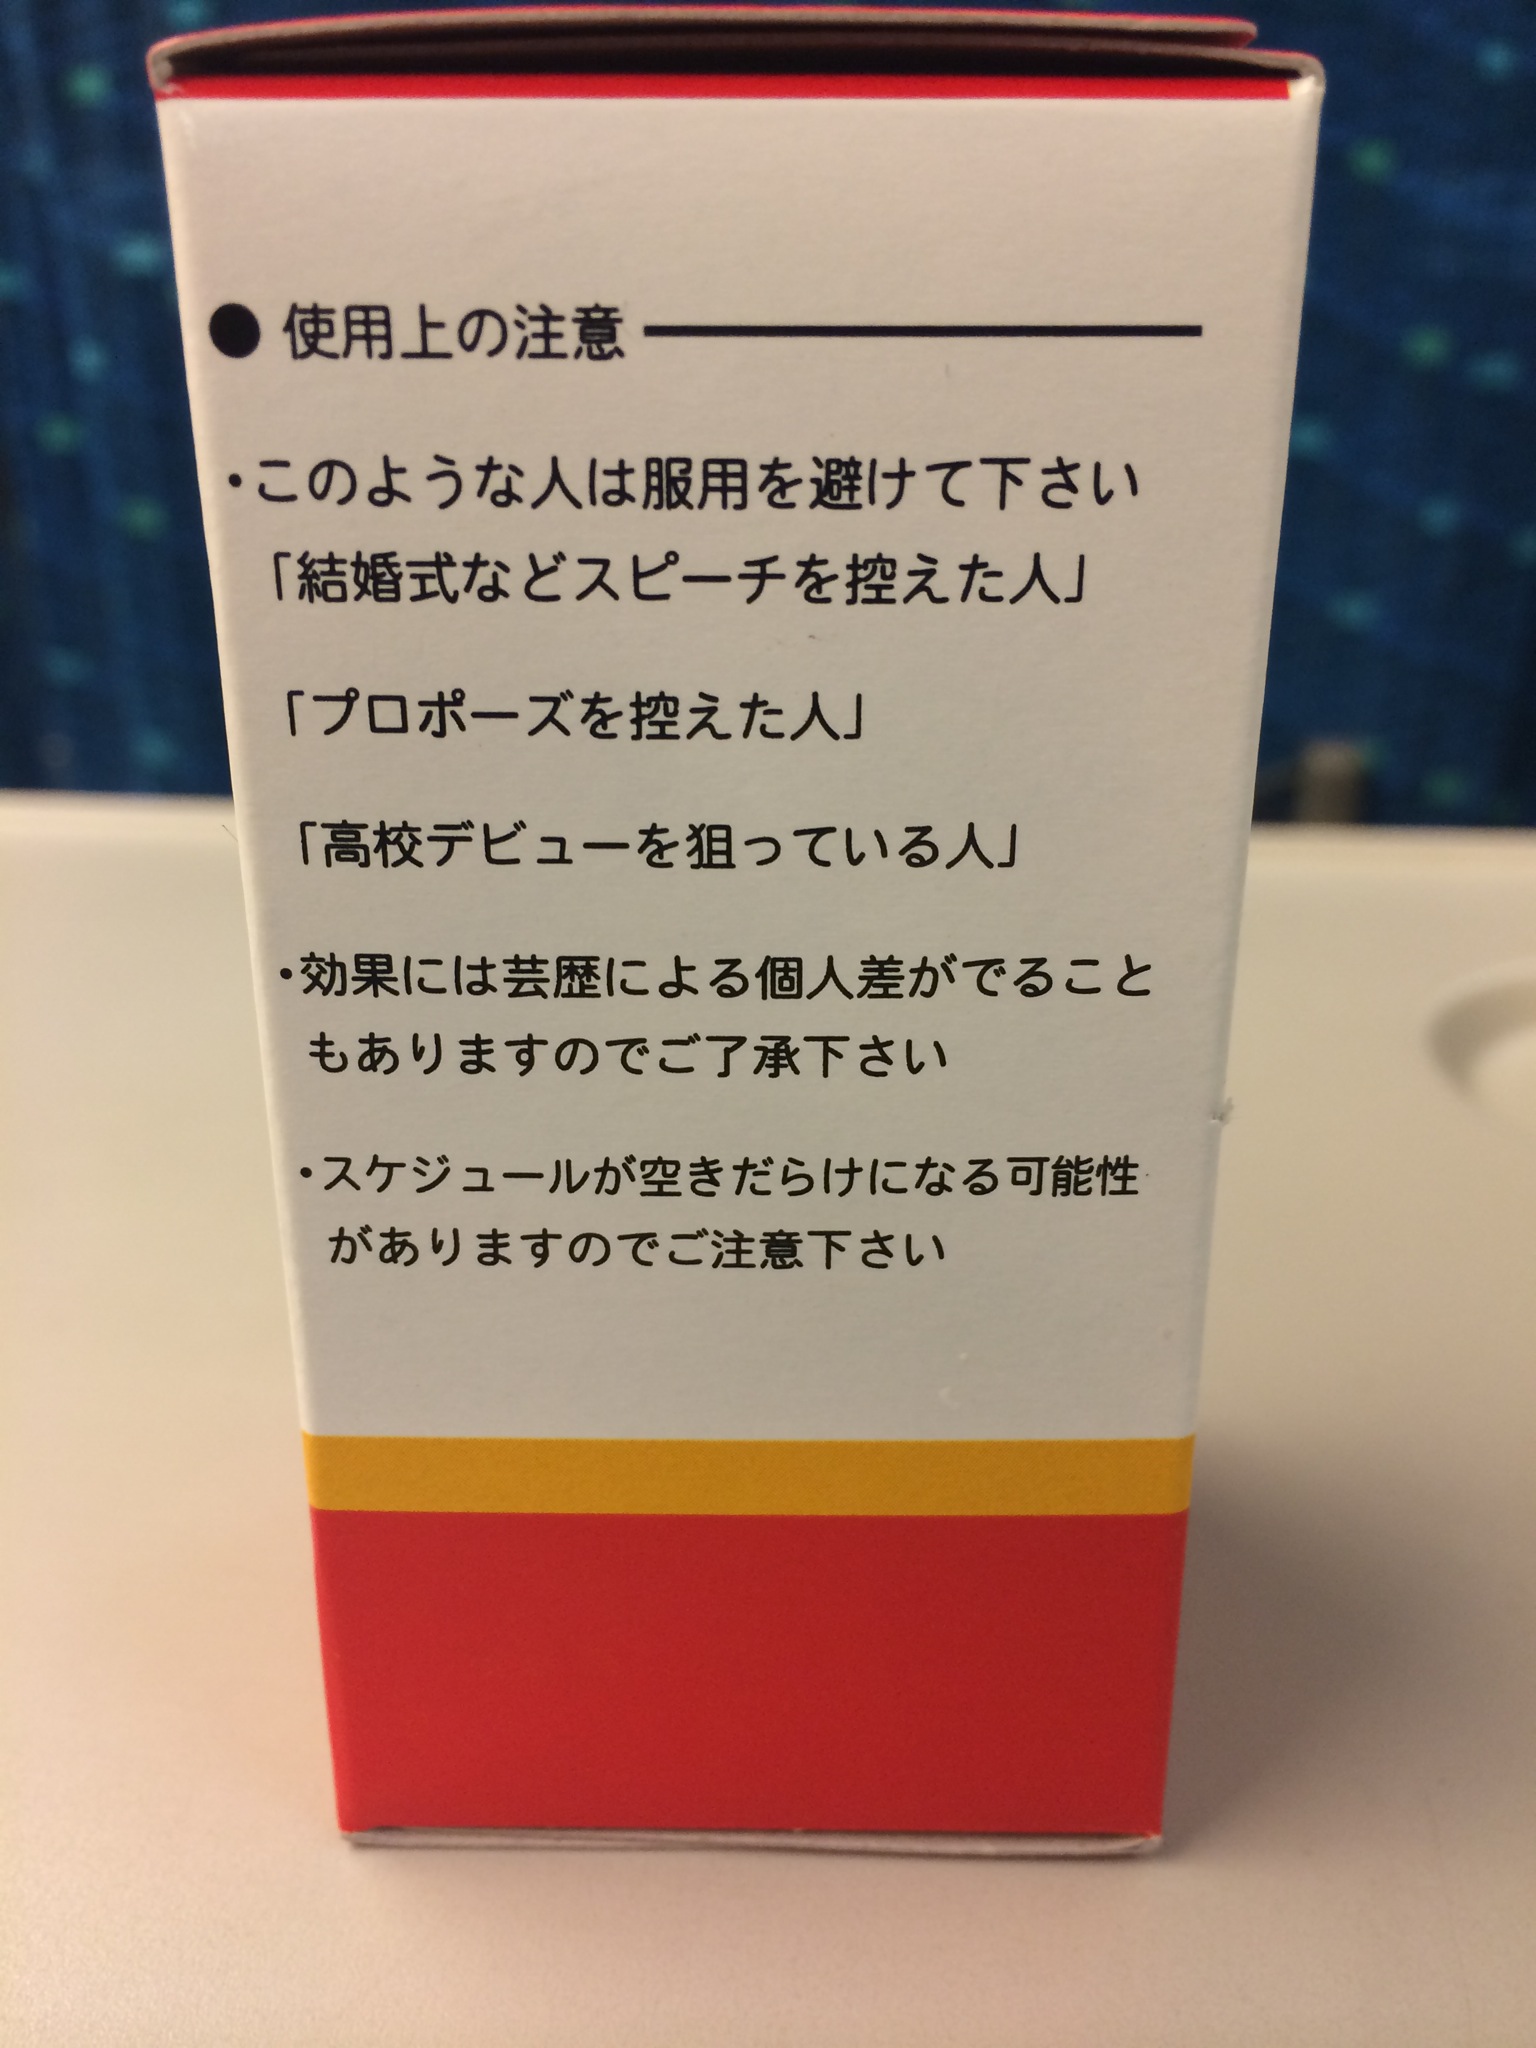 ● 使用上の注意
・このような人は服用を避けて下さい
「結婚式などスピーチを控えた人」
「プロポーズを控えた人」
「高校デビューを狙っている人」
・効果には芸歴による個人差がでること
もありますのでご了承下さい
・スケジュールが空きだらけになる可能性
がありますのでご注意下さい